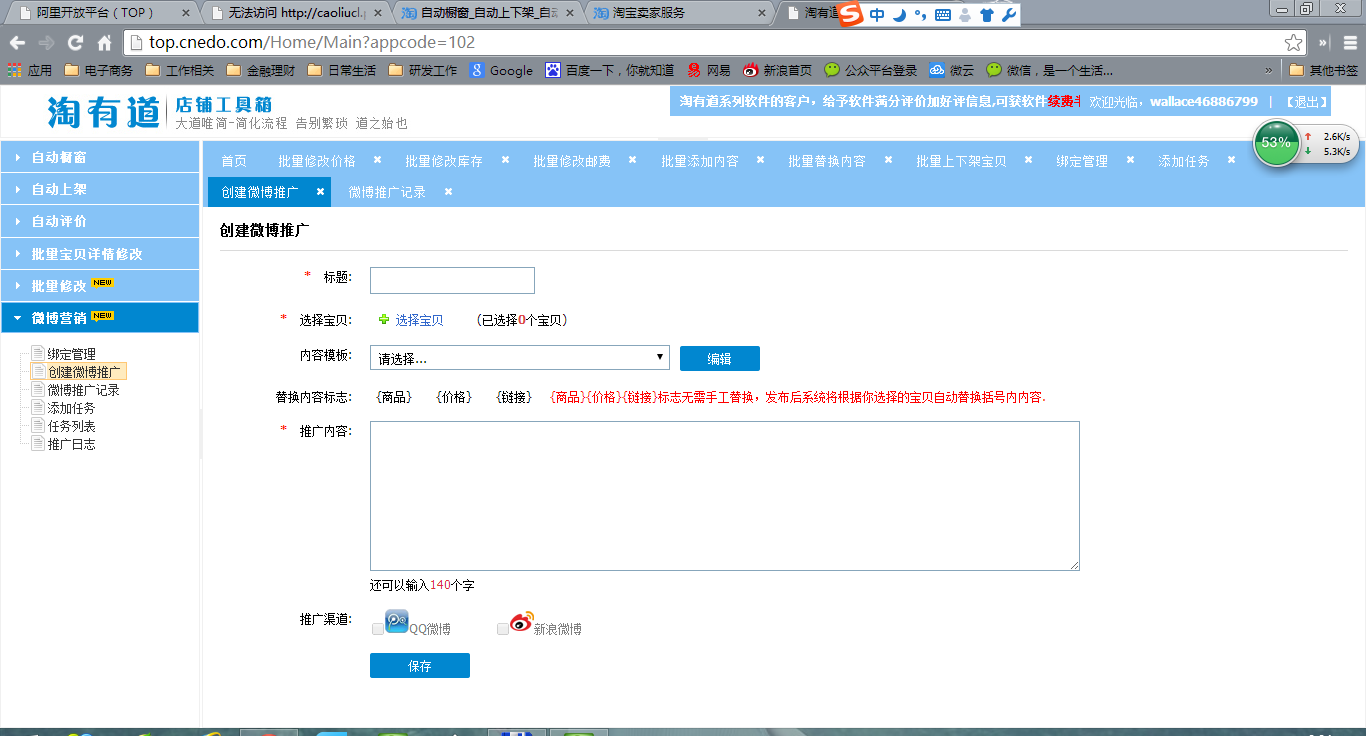 阿里开放平台（TOP） 无法访问 http://caoliucl.p 自动橱窗_自动上下架_自动 淘宝卖家服务 淘有道 中
top.cnedo.com/Home/Main?appcode=102
应用 电子商务 工作相关 金融理财 日常生活 研发工作 Google 百度一下，你就知道 网易 新浪首页 公众平台登录 微云 微信，是一个生活... » 其他书签
淘有道 店铺工具箱
大道唯简-简化流程 告别繁琐 道之始也
淘有道系列软件的客户，给予软件满分评价加好评信息,可获软件续费卡 欢迎光临，wallace46886799 | 【退出】
53% 2.6K/s
5.3K/s
自动橱窗
自动上架
自动评价
批量宝贝详情修改
批量修改 NEW
微博营销 NEW
绑定管理
创建微博推广
微博推广记录
添加任务
任务列表
推广日志
首页 批量修改价格 批量修改库存 批量修改邮费 批量添加内容 批量替换内容 批量上下架宝贝 绑定管理 添加任务
创建微博推广 微博推广记录
创建微博推广
* 标题:
* 选择宝贝: 选择宝贝 (已选择0个宝贝)
内容模板: 请选择... 编辑
替换内容标志: {商品} {价格} {链接} {商品}{价格}{链接}标志无需手工替换，发布后系统将根据你选择的宝贝自动替换括号内内容.
* 推广内容:
还可以输入140个字
推广渠道: QQ微博 新浪微博
保存